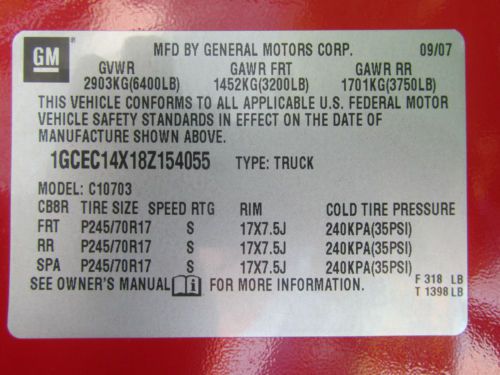 GM MFD BY GENERAL MOTORS CORP. 09/07
GVWR GAWR FRT GAWR RR
2903KG(6400LB) 1452KG(3200LB) 1701KG(3750LB)
THIS VEHICLE CONFORMS TO ALL APPLICABLE U.S. FEDERAL MOTOR
VEHICLE SAFETY STANDARDS IN EFFECT ON THE DATE OF
MANUFACTURE SHOWN ABOVE.
1GCEC14X18Z154055 TYPE: TRUCK
MODEL: C10703
CB8R TIRE SIZE SPEED RTG RIM COLD TIRE PRESSURE
FRT P245/70R17 S 17X7.5J 240KPA(35PSI)
RR P245/70R17 S 17X7.5J 240KPA(35PSI)
SPA P245/70R17 S 17X7.5J 240KPA(35PSI)
SEE OWNER'S MANUAL i FOR MORE INFORMATION. F 318 LB
T 1398 LB